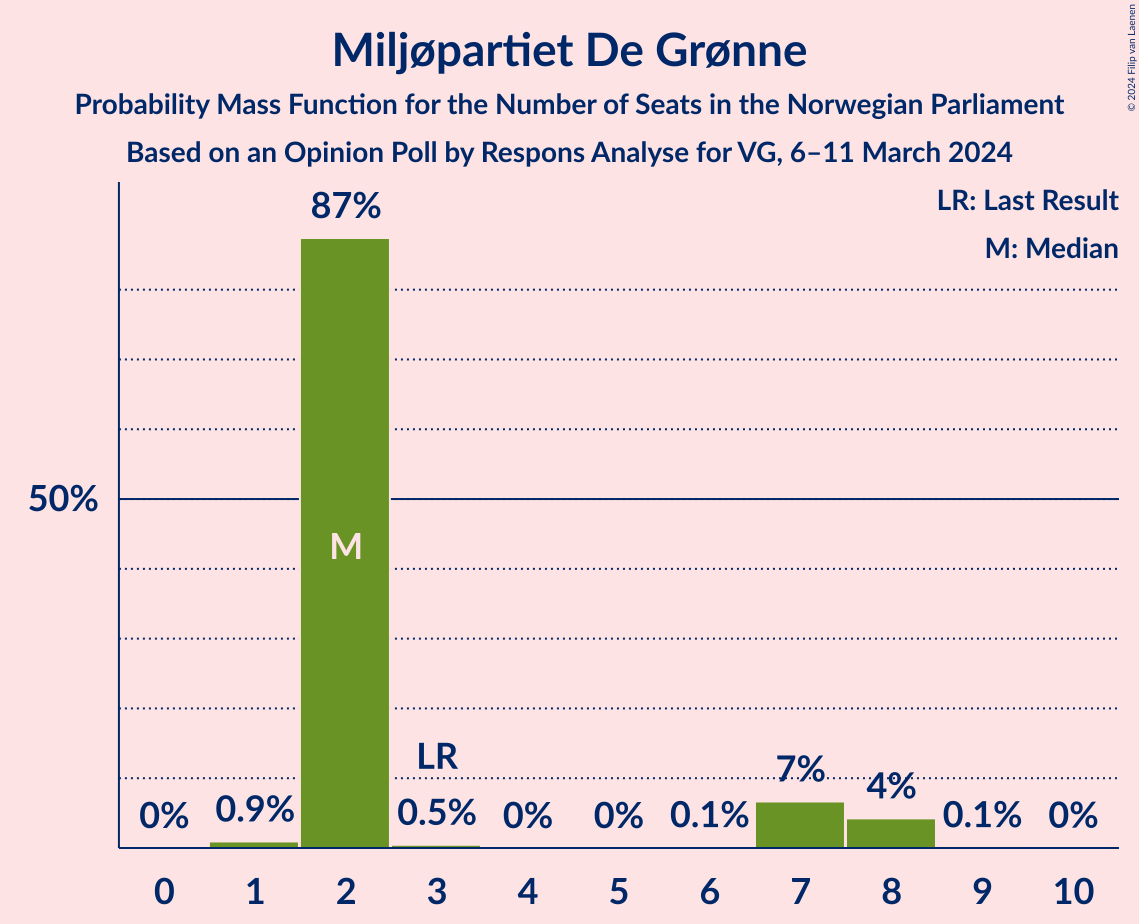 Miljøpartiet De Grønne
Probability Mass Function for the Number of Seats in the Norwegian Parliament
Based on an Opinion Poll by Respons Analyse for VG, 6–11 March 2024
© 2024 Filip van Laenen
LR: Last Result
M: Median
87%
50%
M
LR
0%
0.9%
0.5%
0%
0%
0.1%
7%
4%
0.1%
0%
0 1 2 3 4 5 6 7 8 9 10